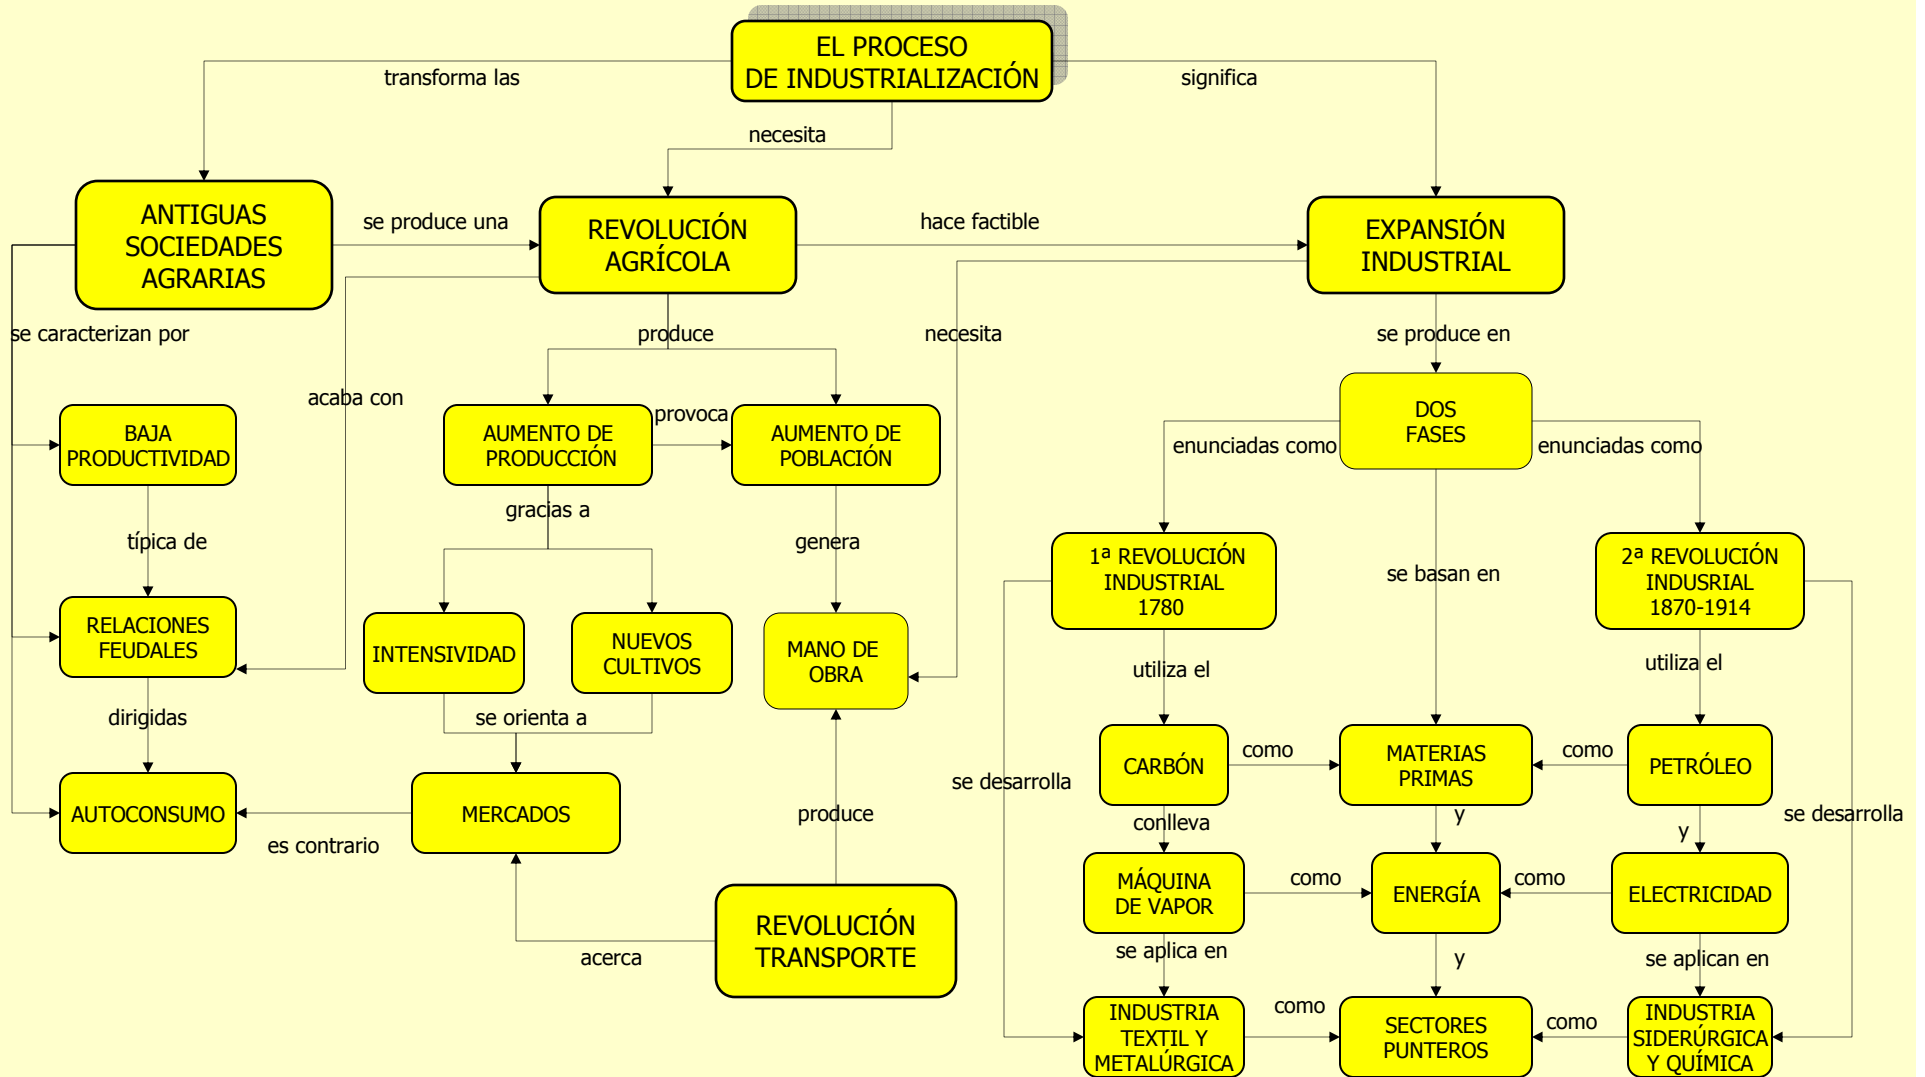 EL PROCESO
DE INDUSTRIALIZACIÓN
transforma las
significa
necesita
ANTIGUAS
SOCIEDADES
AGRARIAS
se produce una
REVOLUCIÓN
AGRÍCOLA
hace factible
EXPANSIÓN
INDUSTRIAL
se caracterizan por
produce
necesita
se produce en
acaba con
BAJA
PRODUCTIVIDAD
AUMENTO DE
PRODUCCIÓN
provoca
AUMENTO DE
POBLACIÓN
DOS
FASES
enunciadas como
enunciadas como
gracias a
típica de
genera
1ª REVOLUCIÓN
INDUSTRIAL
1780
se basan en
2ª REVOLUCIÓN
INDUSRIAL
1870-1914
RELACIONES
FEUDALES
INTENSIVIDAD
NUEVOS
CULTIVOS
MANO DE
OBRA
utiliza el
utiliza el
dirigidas
se orienta a
CARBÓN
como
MATERIAS
PRIMAS
como
PETRÓLEO
se desarrolla
se desarrolla
AUTOCONSUMO
es contrario
MERCADOS
produce
conlleva
y
y
MÁQUINA
DE VAPOR
como
ENERGÍA
como
ELECTRICIDAD
REVOLUCIÓN
TRANSPORTE
acerca
se aplica en
y
se aplican en
INDUSTRIA
TEXTIL Y
METALÚRGICA
como
SECTORES
PUNTEROS
como
INDUSTRIA
SIDERÚRGICA
Y QUÍMICA